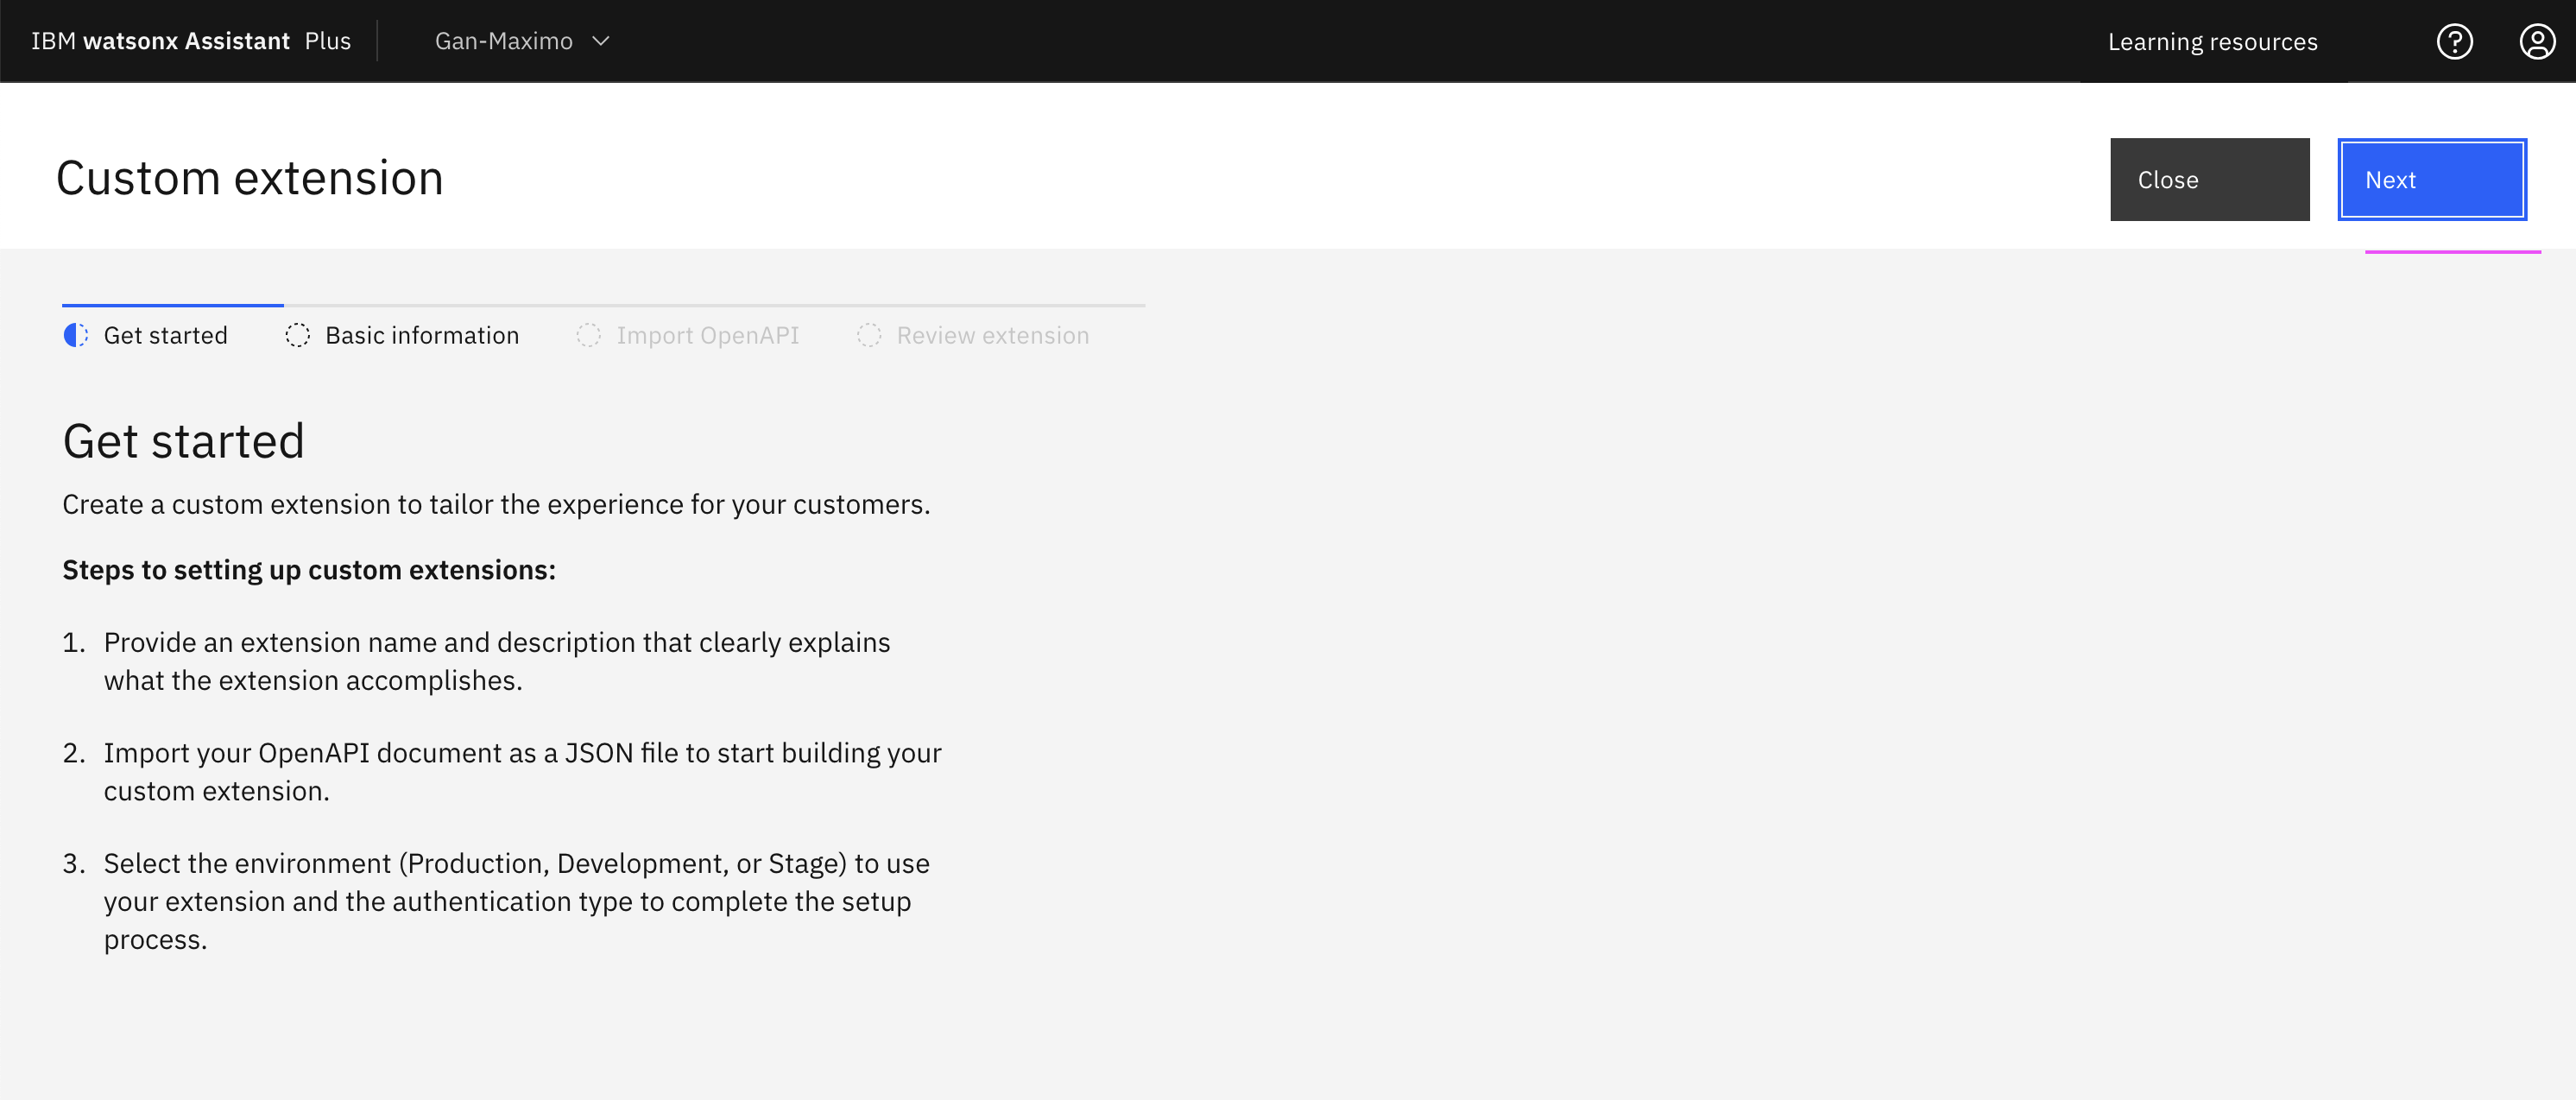 IBM watsonx Assistant Plus Gan-Maximo Learning resources
Custom extension
Close
Next
Get started
Basic information
Import OpenAPI
Review extension
Get started
Create a custom extension to tailor the experience for your customers.
Steps to setting up custom extensions:
1. Provide an extension name and description that clearly explains
what the extension accomplishes.
2. Import your OpenAPI document as a JSON file to start building your
custom extension.
3. Select the environment (Production, Development, or Stage) to use
your extension and the authentication type to complete the setup
process.